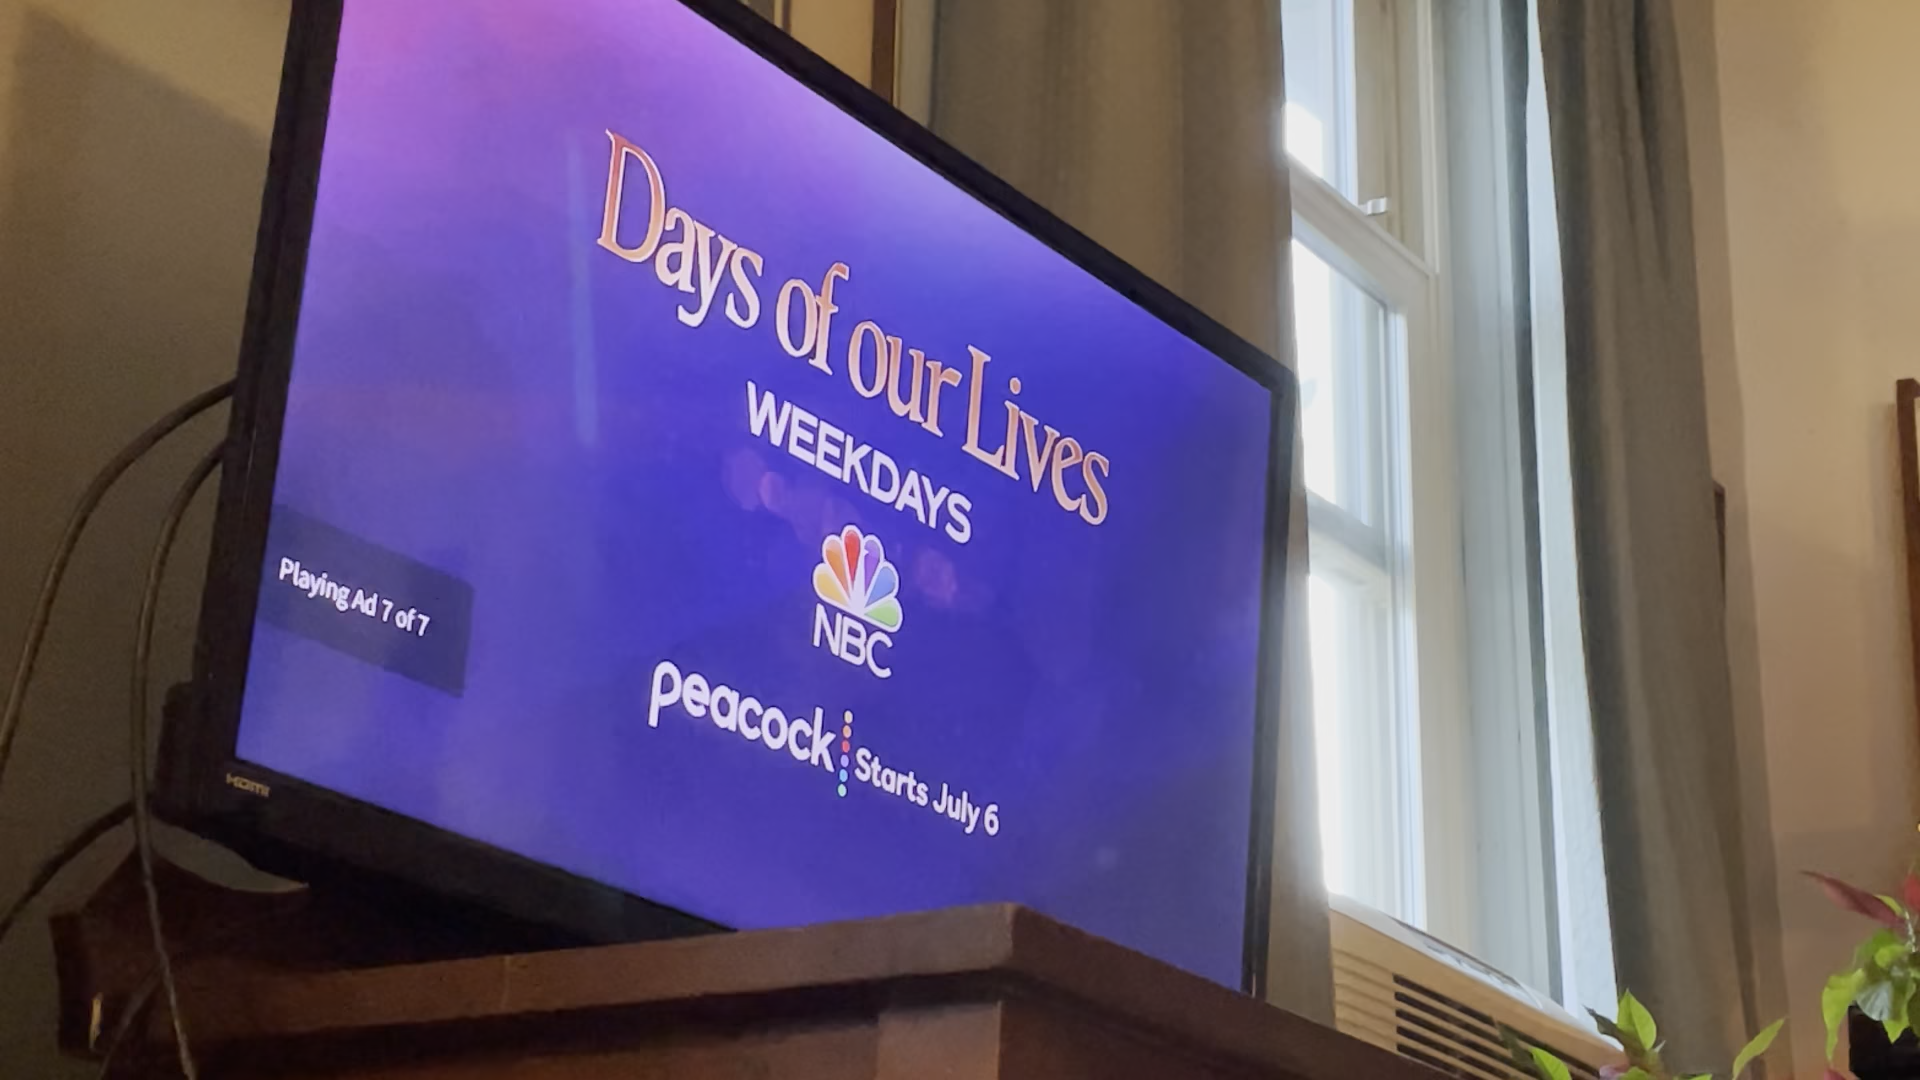 Days of our Lives
WEEKDAYS
NBC
peacock Starts July 6
Playing Ad 7 of 7
HDMI